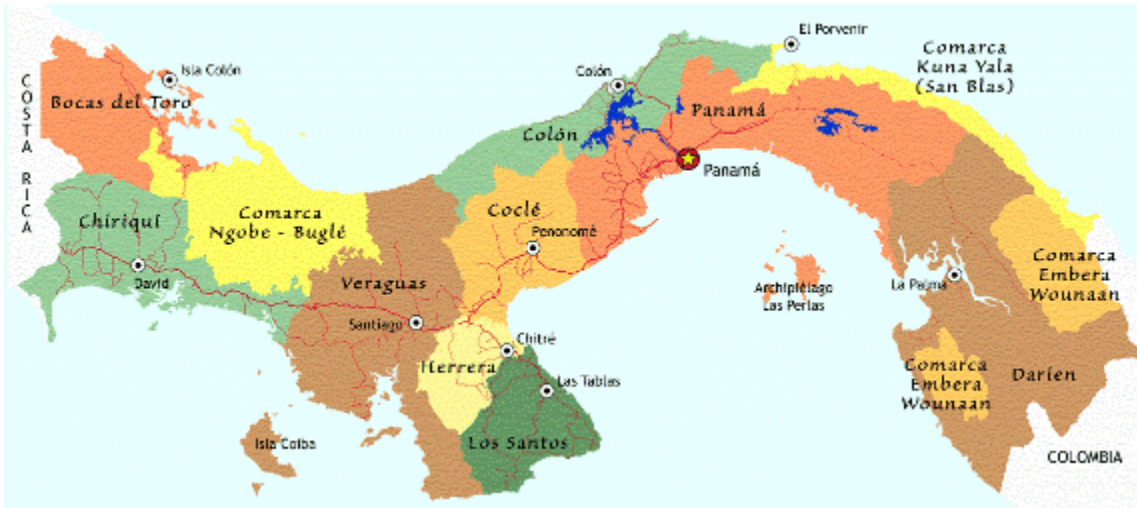 COSTA RICA
Bocas del Toro
Isla Colón
Chiriquí
David
Comarca
Ngobe - Buglé
Veraguas
Santiago
Isla Coiba
Herrera
Chitré
Las Tablas
Los Santos
Coclé
Penonomé
Colón
Colón
Panamá
Panamá
El Porvenir
Comarca
Kuna Yala
(San Blas)
Archipiélago
Las Perlas
La Palma
Comarca
Embera
Wounaan
Comarca
Embera
Wounaan
Daríen
COLOMBIA